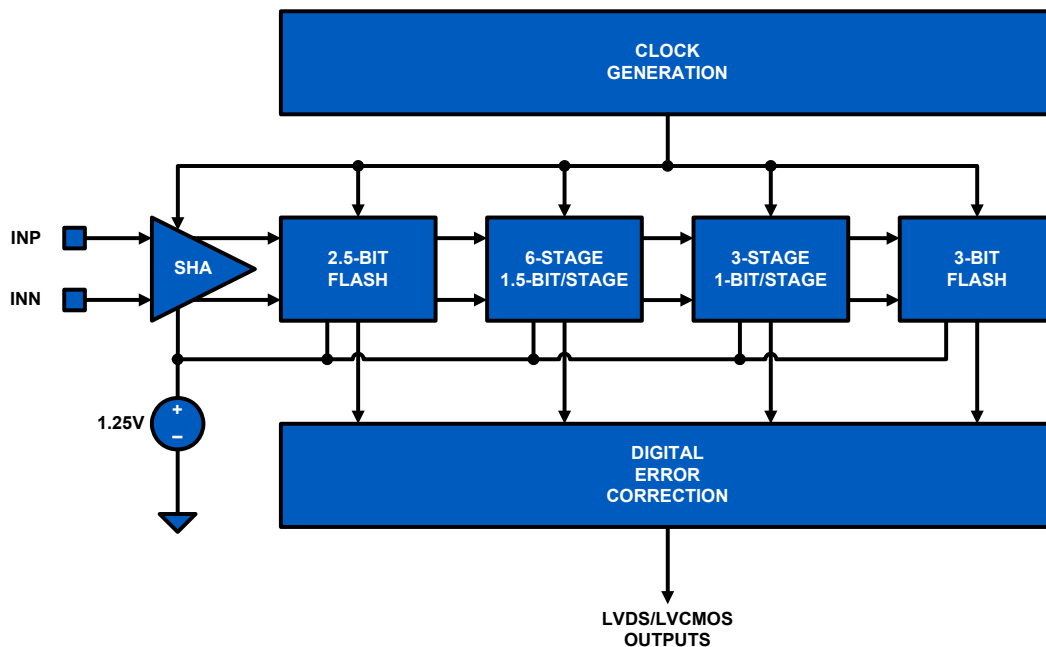 CLOCK
GENERATION
INP
INN
SHA
2.5-BIT
FLASH
6-STAGE
1.5-BIT/STAGE
3-STAGE
1-BIT/STAGE
3-BIT
FLASH
1.25V
+
−
DIGITAL
ERROR
CORRECTION
LVDS/LVCMOS
OUTPUTS